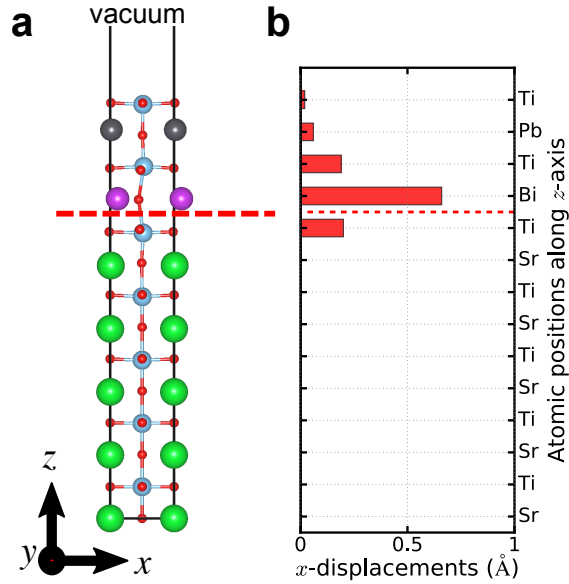 a
vacuum
z
y
x
b
Ti
Pb
Ti
Bi
Ti
Sr
Ti
Sr
Ti
Sr
Ti
Sr
Ti
Sr
Atomic positions along z-axis
0
0.5
1
x-displacements (Å)